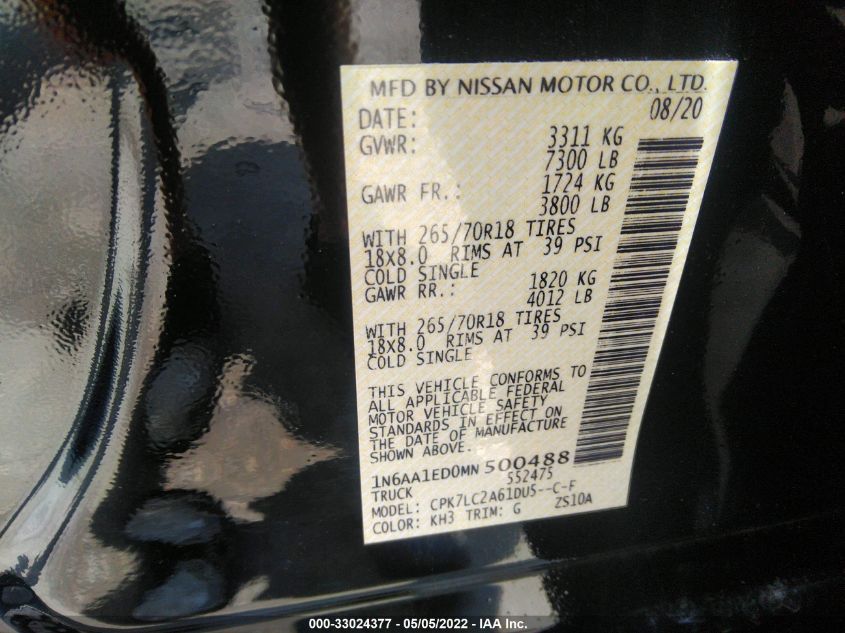 MFD BY NISSAN MOTOR CO., LTD.
DATE: 08/20
GVWR: 3311 KG
7300 LB
GAWR FR.: 1724 KG
3800 LB
WITH 265/70R18 TIRES
18X8.0 RIMS AT 39 PSI
COLD SINGLE
GAWR RR.: 1820 KG
4012 LB
WITH 265/70R18 TIRES
18X8.0 RIMS AT 39 PSI
COLD SINGLE
THIS VEHICLE CONFORMS TO
ALL APPLICABLE FEDERAL
MOTOR VEHICLE SAFETY
STANDARDS IN EFFECT ON
THE DATE OF MANUFACTURE
SHOWN ABOVE.
1N6AA1ED0MN500488
552475
TRUCK
MODEL: CPK7LC2A61DU5--C-F
COLOR: KH3 TRIM: G ZS10A
000-33024377 - 05/05/2022 - IAA Inc.